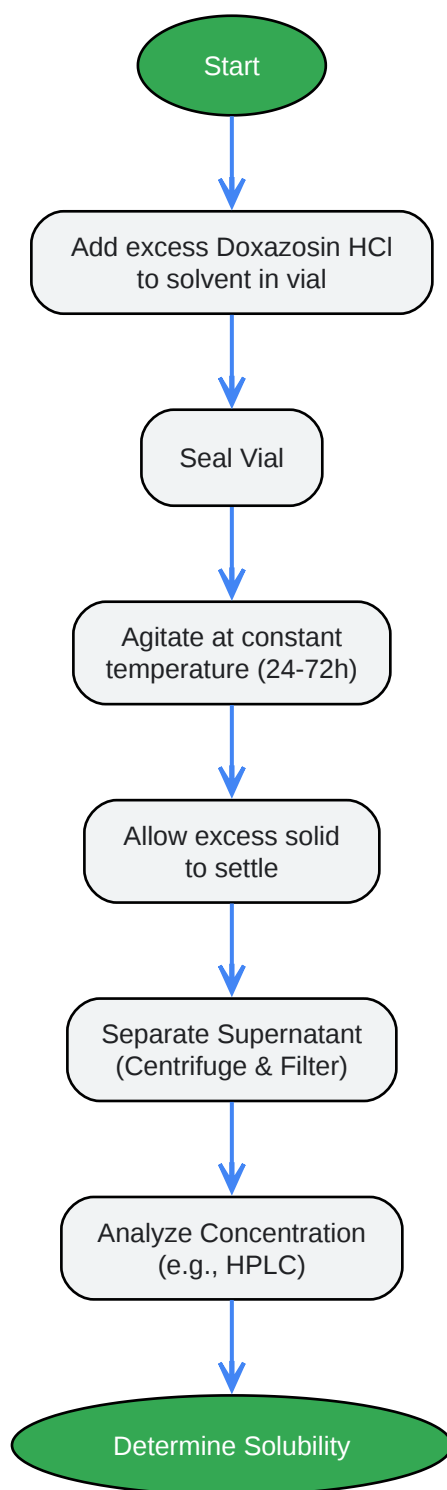 Start
Add excess Doxazosin HCl
to solvent in vial
Seal Vial
Agitate at constant
temperature (24-72h)
Allow excess solid
to settle
Separate Supernatant
(Centrifuge & Filter)
Analyze Concentration
(e.g., HPLC)
Determine Solubility